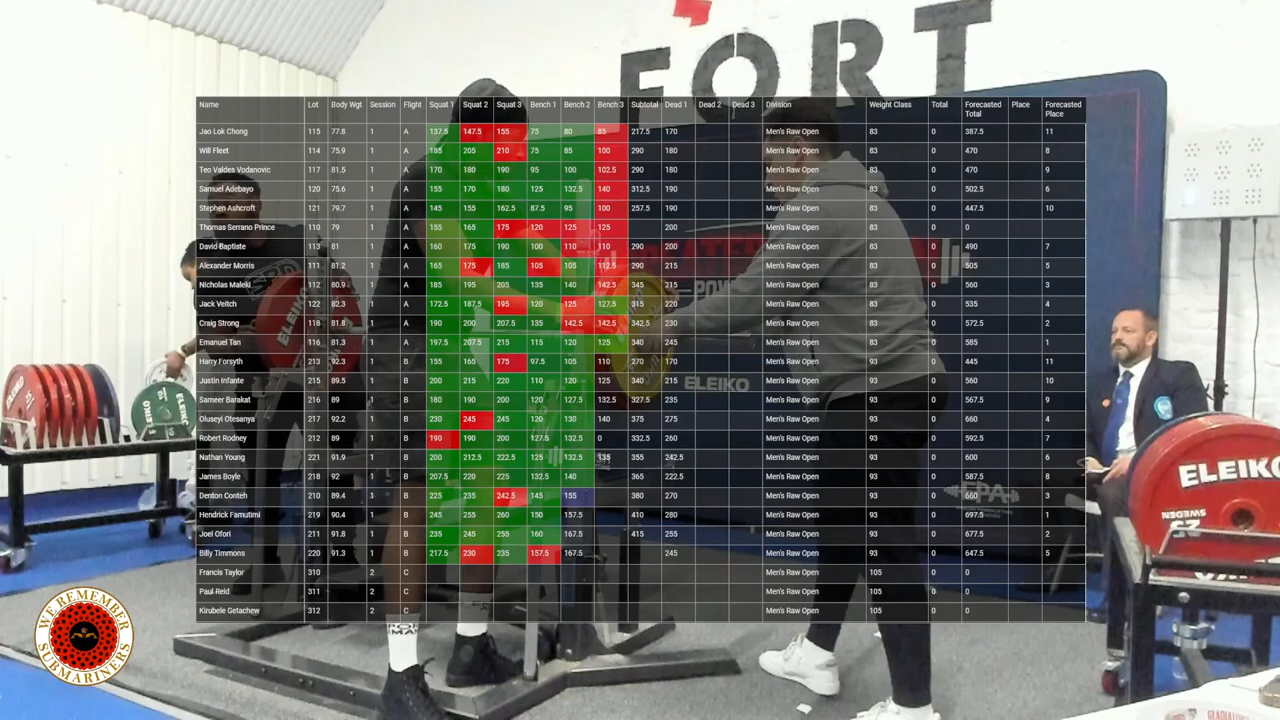 FORT
Name Lot Body Wgt Session Flight Squat 1 Squat 2 Squat 3 Bench 1 Bench 2 Bench 3 Subtotal Dead 1 Dead 2 Dead 3 Division Weight Class Total Forecasted Total Place Forecasted Place
Jao Lok Chong 115 77.8 1 A 137.5 147.5 155 75 80 85 217.5 170 Men's Raw Open 83 0 387.5 11
Will Fleet 114 75.9 1 A 185 205 210 75 85 100 290 180 Men's Raw Open 83 0 470 8
Teo Valdes Vodanovic 117 81.5 1 A 170 180 190 95 100 102.5 290 180 Men's Raw Open 83 0 470 9
Samuel Adebayo 120 75.6 1 A 155 170 180 125 132.5 140 312.5 190 Men's Raw Open 83 0 502.5 6
Stephen Ashcroft 121 79.7 1 A 145 155 162.5 87.5 95 100 257.5 190 Men's Raw Open 83 0 447.5 10
Thomas Serrano Prince 110 79 1 A 155 165 175 120 125 125 200 Men's Raw Open 83 0 0
David Baptiste 113 81 1 A 160 175 190 100 110 110 290 200 Men's Raw Open 83 0 490 7
Alexander Morris 111 81.2 1 A 165 175 185 105 105 112.5 290 215 Men's Raw Open 83 0 505 5
Nicholas Maleki 112 80.9 1 A 185 195 205 135 140 142.5 345 215 Men's Raw Open 83 0 560 3
Jack Veitch 122 82.3 1 A 172.5 187.5 195 120 125 127.5 315 220 Men's Raw Open 83 0 535 4
Craig Strong 118 81.8 1 A 190 200 207.5 135 142.5 142.5 342.5 230 Men's Raw Open 83 0 572.5 2
Emanuel Tan 116 81.3 1 A 197.5 207.5 215 115 120 125 340 245 Men's Raw Open 83 0 585 1
Harry Forsyth 213 92.3 1 B 155 165 175 97.5 105 110 270 170 Men's Raw Open 93 0 445 11
Justin Infante 215 89.5 1 B 200 215 220 110 120 125 340 215 Men's Raw Open 93 0 560 10
Sameer Barakat 216 89 1 B 180 190 200 120 127.5 132.5 327.5 235 Men's Raw Open 93 0 567.5 9
Oluseyi Otesanya 217 92.2 1 B 230 245 245 120 130 140 375 275 Men's Raw Open 93 0 660 4
Robert Rodney 212 89 1 B 190 190 200 127.5 132.5 0 332.5 260 Men's Raw Open 93 0 592.5 7
Nathan Young 221 91.9 1 B 200 212.5 222.5 125 132.5 135 355 242.5 Men's Raw Open 93 0 600 6
James Boyle 218 92 1 B 207.5 220 225 132.5 140 365 222.5 Men's Raw Open 93 0 587.5 8
Denton Conteh 210 89.4 1 B 225 235 242.5 145 155 380 270 Men's Raw Open 93 0 660 3
Hendrick Famutimi 219 90.4 1 B 245 255 260 150 157.5 410 280 Men's Raw Open 93 0 697.5 1
Joel Ofori 211 91.8 1 B 235 245 255 160 167.5 415 255 Men's Raw Open 93 0 677.5 2
Billy Timmons 220 91.3 1 B 217.5 230 235 157.5 167.5 245 Men's Raw Open 93 0 647.5 5
Francis Taylor 310 2 C Men's Raw Open 105 0 0
Paul Reid 311 2 C Men's Raw Open 105 0 0
Kirubele Getachew 312 2 C Men's Raw Open 105 0 0
ELEIKO
ELEIKO
ELEIKO
ELEIKO
SWEDEN
25
WE REMEMBER
SUBMARINERS